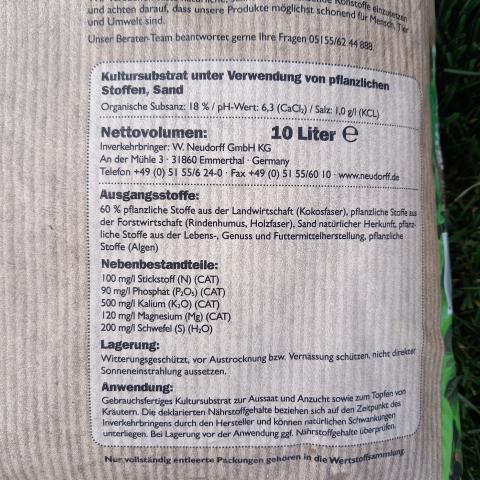 Rohstoffe einzusetzen
und achten darauf, dass unsere Produkte möglichst schonend für Mensch, Tier
und Umwelt sind.
Unser Berater-Team beantwortet gerne Ihre Fragen 05155/62 44 888.
Kultursubstrat unter Verwendung von pflanzlichen
Stoffen, Sand
Organische Subsanz: 18 % / pH-Wert: 6,3 (CaCl₂) / Salz: 1,0 g/l (KCL)
Nettovolumen: 10 Liter ℮
Inverkehrbringer: W. Neudorff GmbH KG
An der Mühle 3 · 31860 Emmerthal · Germany
Telefon +49 (0) 51 55/6 24-0 · Fax +49 (0) 51 55/60 10 · www.neudorff.de
Ausgangsstoffe:
60 % pflanzliche Stoffe aus der Landwirtschaft (Kokosfaser), pflanzliche Stoffe aus
der Forstwirtschaft (Rindenhumus, Holzfaser), Sand natürlicher Herkunft, pflanz-
liche Stoffe aus der Lebens-, Genuss und Futtermittelherstellung, pflanzliche
Stoffe (Algen)
Nebenbestandteile:
100 mg/l Stickstoff (N) (CAT)
90 mg/l Phosphat (P₂O₅) (CAT)
500 mg/l Kalium (K₂O) (CAT)
120 mg/l Magnesium (Mg) (CAT)
200 mg/l Schwefel (S) (H₂O)
Lagerung:
Witterungsgeschützt, vor Austrocknung bzw. Vernässung schützen, nicht direkter
Sonneneinstrahlung aussetzen.
Anwendung:
Gebrauchsfertiges Kultursubstrat zur Aussaat und Anzucht sowie zum Topfen von
Kräutern. Die deklarierten Nährstoffgehalte beziehen sich auf den Zeitpunkt des
Inverkehrbringens durch den Hersteller und können natürlichen Schwankungen
unterliegen. Bei Lagerung vor der Anwendung ggf. Nährstoffgehalte überprüfen.
Nur vollständig entleerte Packungen gehören in die Wertstoffsammlung.